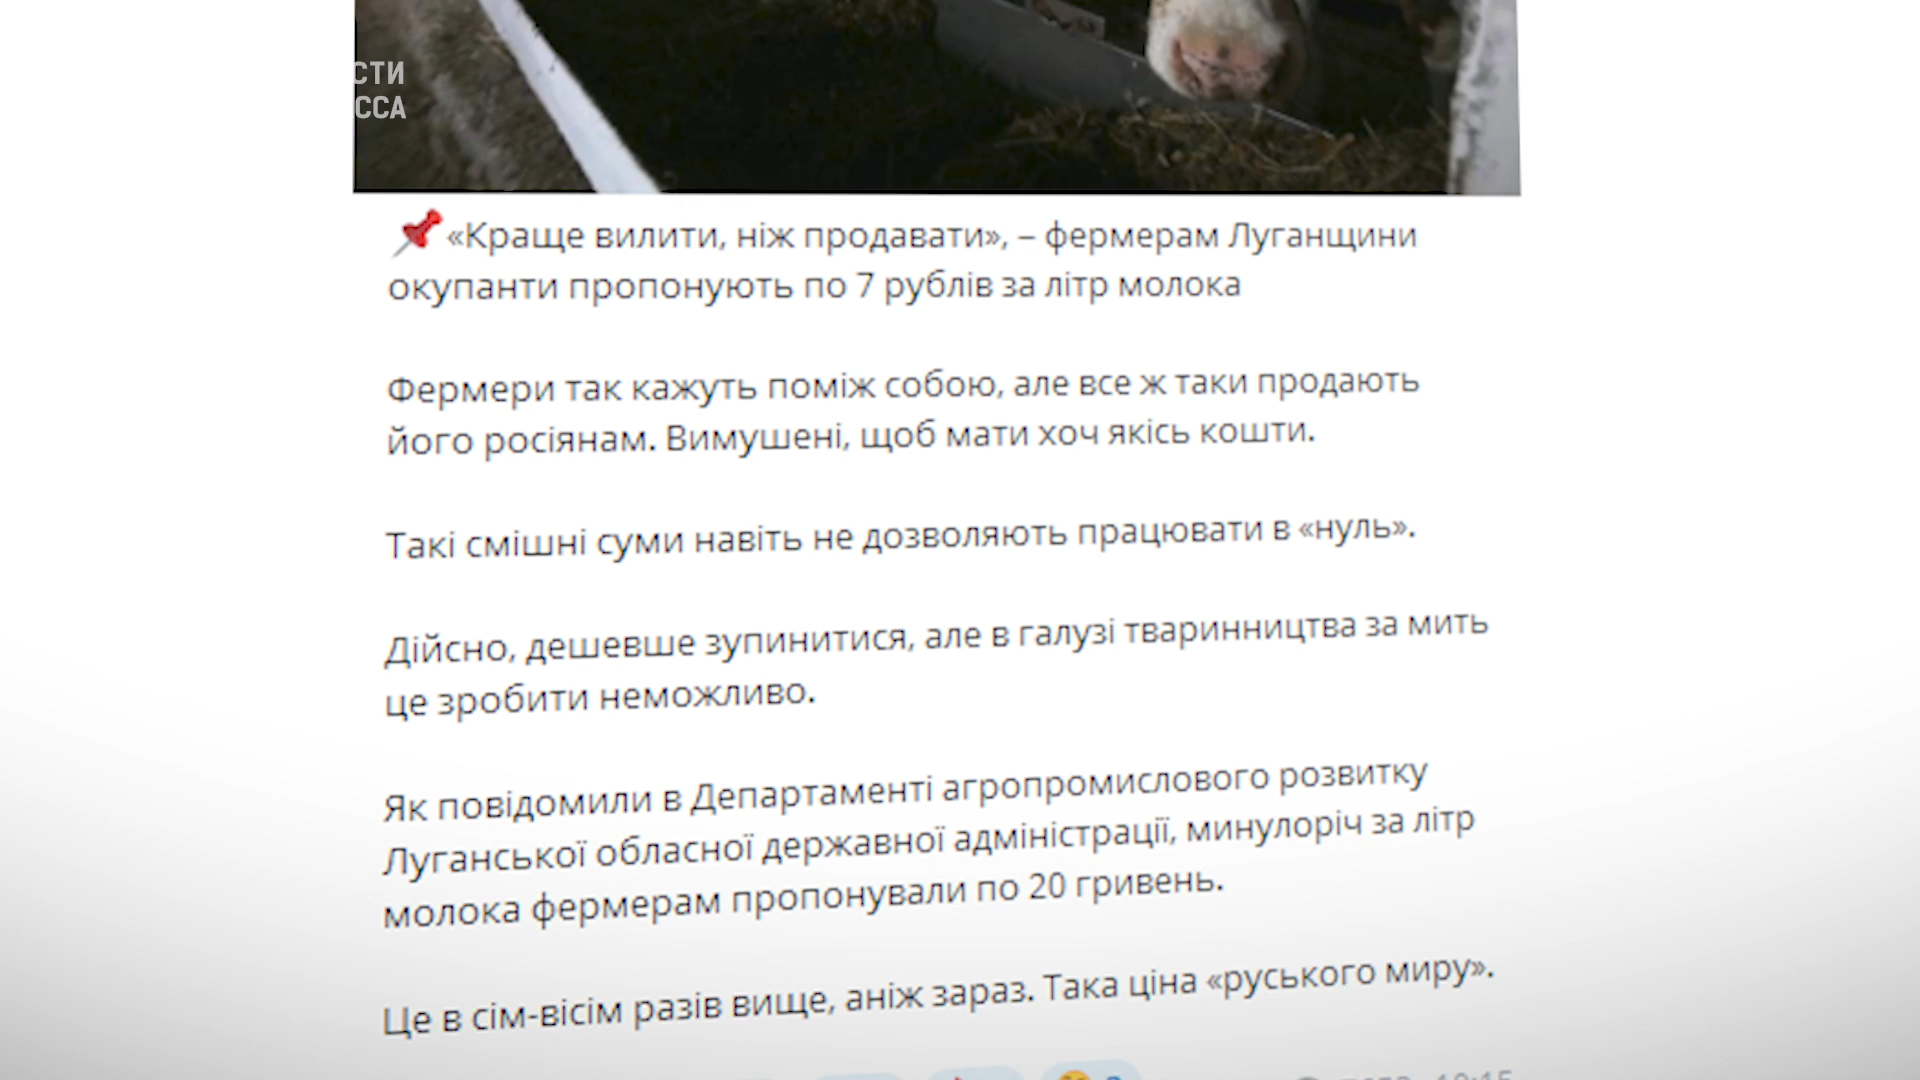 СТИ
ССА
«Краще вилити, ніж продавати», – фермерам Луганщини
окупанти пропонують по 7 рублів за літр молока
Фермери так кажуть поміж собою, але все ж таки продають
його росіянам. Вимушені, щоб мати хоч якісь кошти.
Такі смішні суми навіть не дозволяють працювати в «нуль».
Дійсно, дешевше зупинитися, але в галузі тваринництва за мить
це зробити неможливо.
Як повідомили в Департаменті агропромислового розвитку
Луганської обласної державної адміністрації, минулоріч за літр
молока фермерам пропонували по 20 гривень.
Це в сім-вісім разів вище, аніж зараз. Така ціна «руського миру».